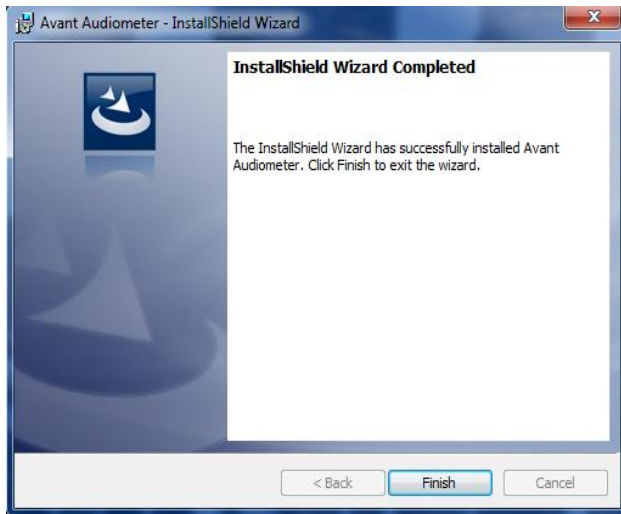 Avant Audiometer - InstallShield Wizard
InstallShield Wizard Completed
The InstallShield Wizard has successfully installed Avant
Audiometer. Click Finish to exit the wizard.
< Back Finish Cancel